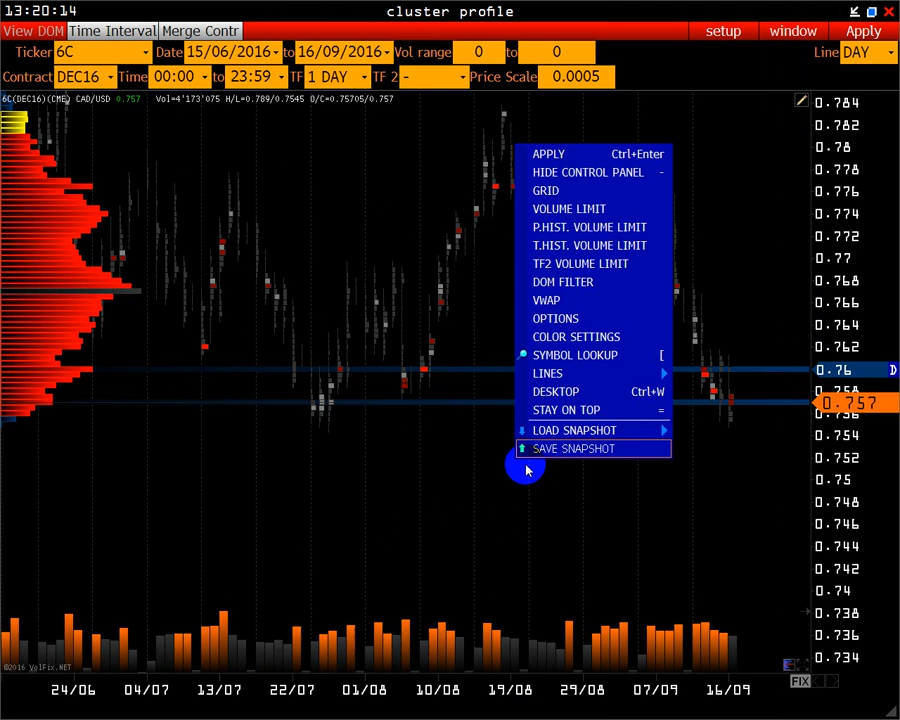 13:20:14 cluster profile
View DOM Time Interval Merge Contr setup window Apply
Ticker 6C Date 15/06/2016 to 16/09/2016 Vol range 0 to 0 Line DAY
Contract DEC16 Time 00:00 to 23:59 TF 1 DAY TF 2 - Price Scale 0.0005
6C(DEC16)(CME) CAD/USD 0.757 Vol=4'173'075 H/L=0.789/0.7545 D/C=0.75705/0.757
0.784
0.782
0.78
0.778
0.776
0.774
0.772
0.77
0.768
0.766
0.764
0.762
0.76 D
0.758
0.757
0.756
0.754
0.752
0.75
0.748
0.746
0.744
0.742
0.74
0.738
0.736
0.734
APPLY Ctrl+Enter
HIDE CONTROL PANEL -
GRID
VOLUME LIMIT
P.HIST. VOLUME LIMIT
T.HIST. VOLUME LIMIT
TF2 VOLUME LIMIT
DOM FILTER
VWAP
OPTIONS
COLOR SETTINGS
SYMBOL LOOKUP [
LINES
DESKTOP Ctrl+W
STAY ON TOP =
LOAD SNAPSHOT
SAVE SNAPSHOT
©2016 VolFix.NET
FIX
24/06 04/07 13/07 22/07 01/08 10/08 19/08 29/08 07/09 16/09